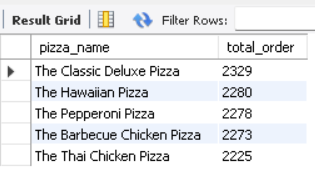 Result Grid Filter Rows:
pizza_name total_order
The Classic Deluxe Pizza 2329
The Hawaiian Pizza 2280
The Pepperoni Pizza 2278
The Barbecue Chicken Pizza 2273
The Thai Chicken Pizza 2225